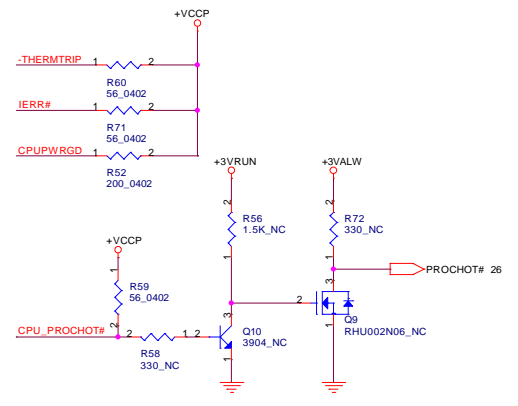 +VCCP
-THERMTRIP 1 2
R60
56_0402
IERR# 1 2
R71
56_0402
CPUPWRGD 1 2
R52
200_0402
+3VRUN
+3VALW
2
R56
1.5K_NC
1
2
R72
330_NC
1
+VCCP
1
R59
56_0402
2
PROCHOT# 26
3
2
1
Q9
RHU002N06_NC
CPU_PROCHOT# 2 1 2
R58
330_NC
3
Q10
3904_NC
1